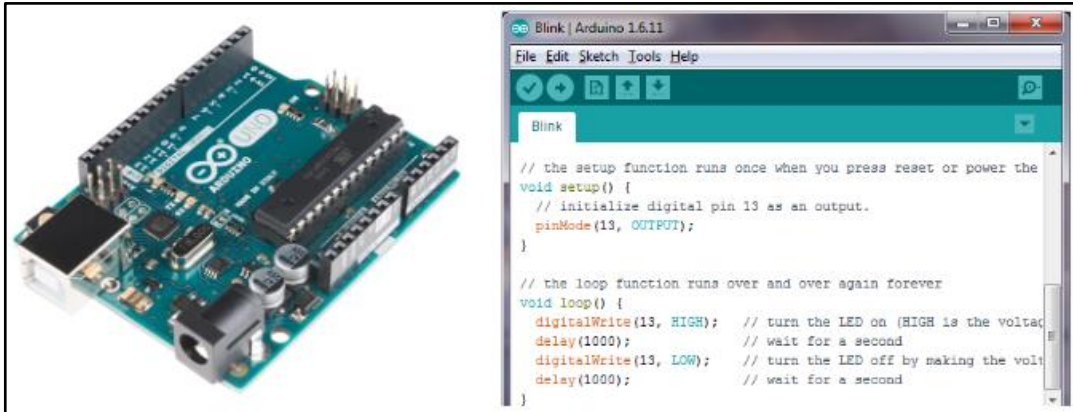 UNO
ARDUINO
Blink | Arduino 1.6.11
File Edit Sketch Tools Help
Blink
// the setup function runs once when you press reset or power the
void setup() {
// initialize digital pin 13 as an output.
pinMode(13, OUTPUT);
}
// the loop function runs over and over again forever
void loop() {
digitalWrite(13, HIGH); // turn the LED on (HIGH is the voltag
delay(1000); // wait for a second
digitalWrite(13, LOW); // turn the LED off by making the volt
delay(1000); // wait for a second
}